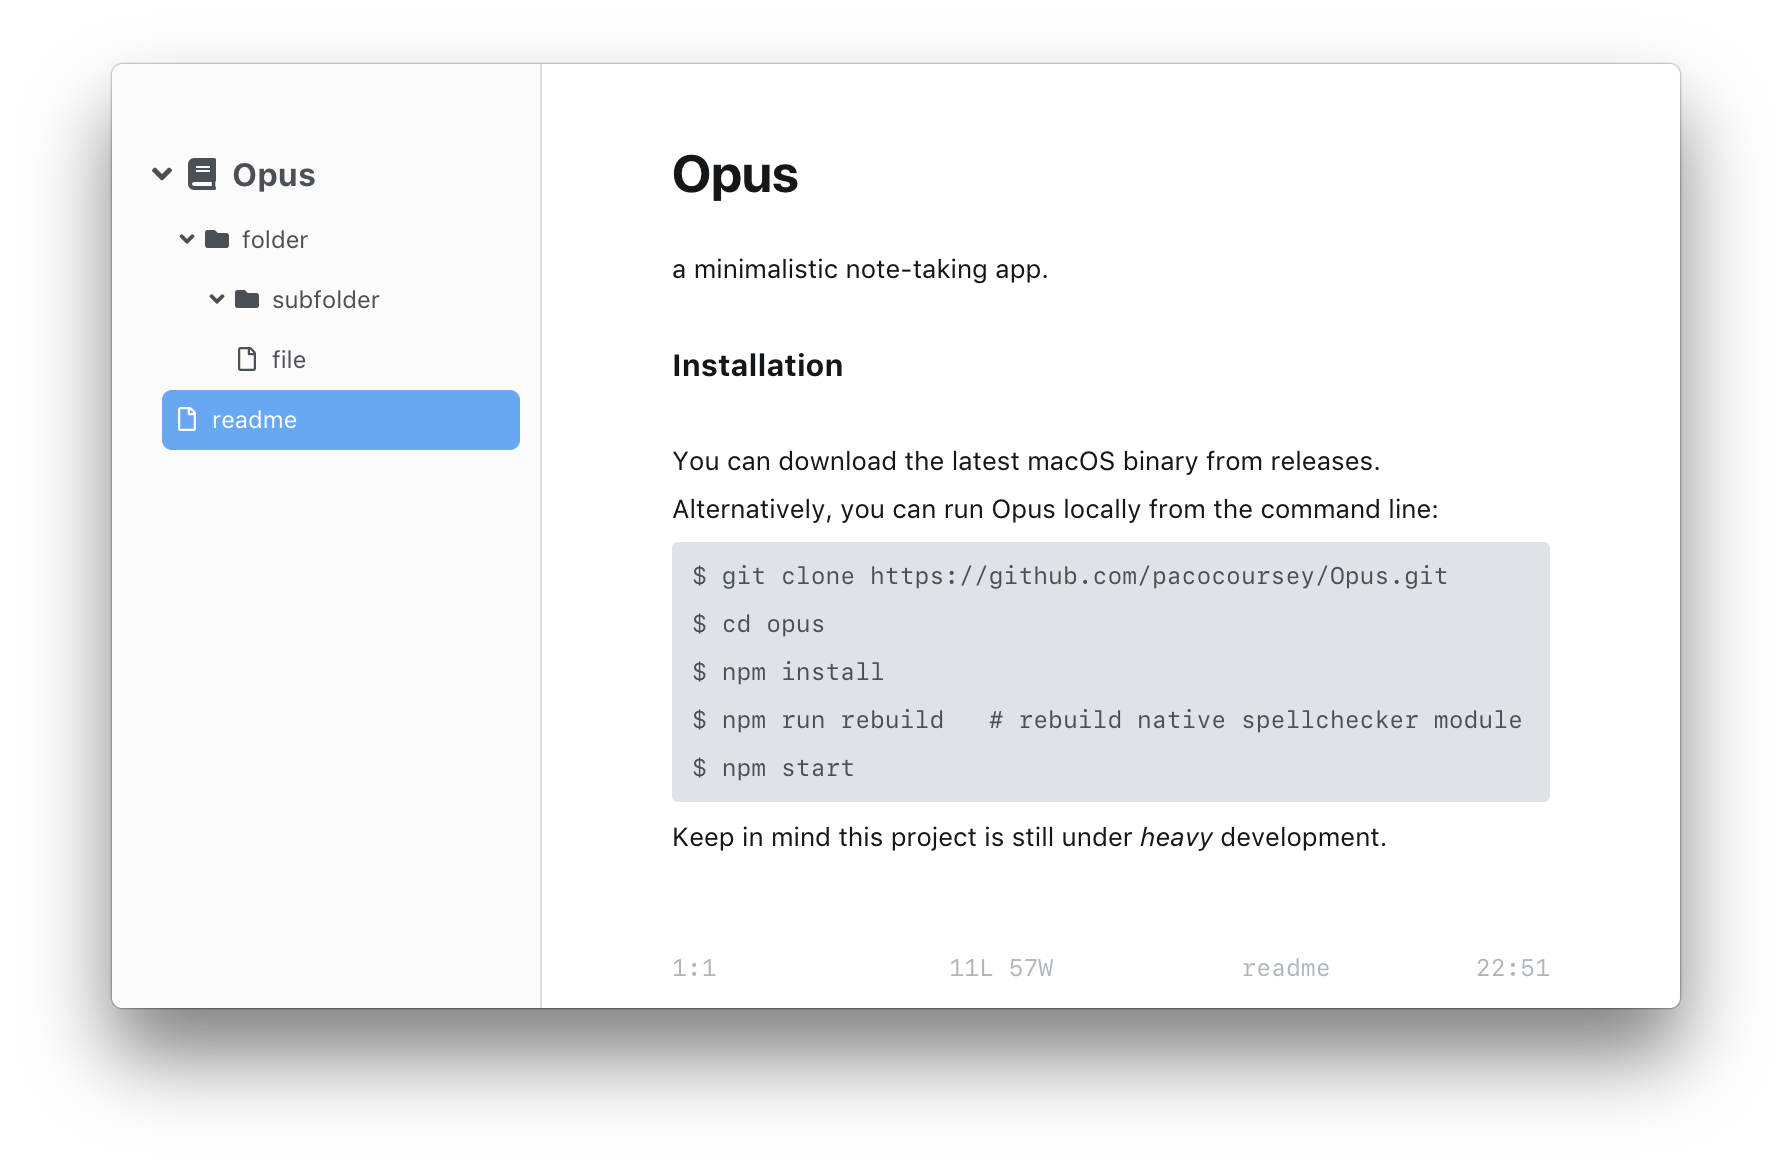 Opus
folder
subfolder
file
readme
Opus
a minimalistic note-taking app.
Installation
You can download the latest macOS binary from releases.
Alternatively, you can run Opus locally from the command line:
$ git clone https://github.com/pacocoursey/Opus.git
$ cd opus
$ npm install
$ npm run rebuild   # rebuild native spellchecker module
$ npm start
Keep in mind this project is still under heavy development.
1:1 11L 57W readme 22:51